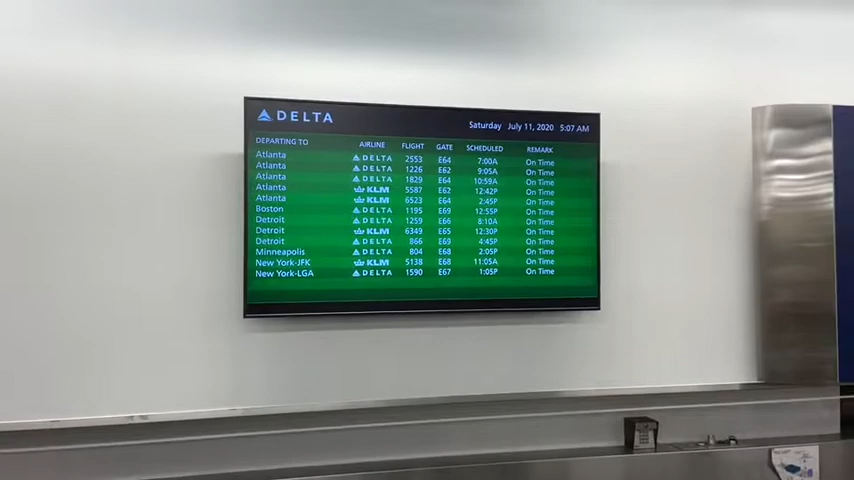 DELTA
Saturday July 11, 2020 5:07 AM
DEPARTING TO AIRLINE FLIGHT GATE SCHEDULED REMARK
Atlanta DELTA 2553 E64 7:00A On Time
Atlanta DELTA 1226 E62 9:05A On Time
Atlanta DELTA 1829 E64 10:59A On Time
Atlanta KLM 5587 E62 12:42P On Time
Atlanta KLM 6523 E64 2:45P On Time
Boston DELTA 1195 E69 12:55P On Time
Detroit DELTA 1259 E66 8:10A On Time
Detroit KLM 6349 E65 12:30P On Time
Detroit DELTA 866 E69 4:45P On Time
Minneapolis DELTA 804 E68 2:05P On Time
New York-JFK KLM 5138 E68 11:05A On Time
New York-LGA DELTA 1590 E67 1:05P On Time